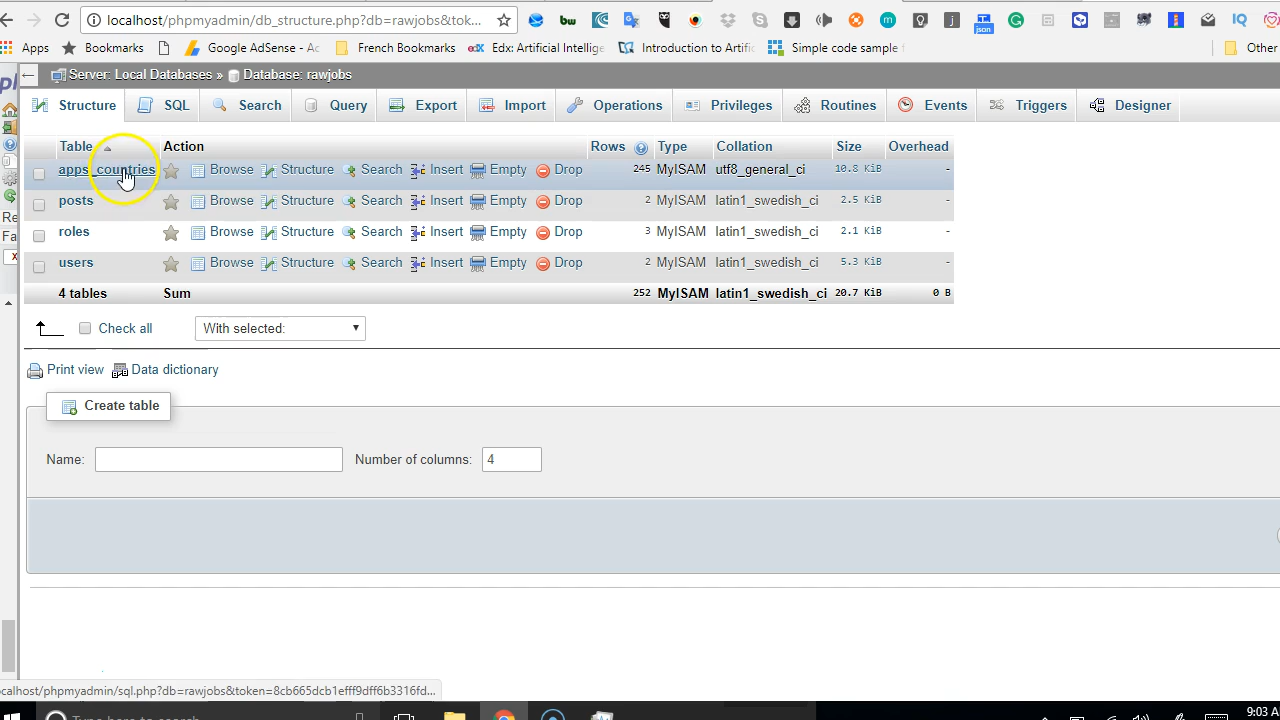 localhost/phpmyadmin/db_structure.php?db=rawjobs&tok...
Apps Bookmarks Google AdSense - Ac French Bookmarks Edx Artificial Intellige Introduction to Artific Simple code sample Other
Server: Local Databases » Database: rawjobs
Structure SQL Search Query Export Import Operations Privileges Routines Events Triggers Designer
Table Action Rows Type Collation Size Overhead
apps_countries Browse Structure Search Insert Empty Drop 245 MyISAM utf8_general_ci 10.8 KiB -
posts Browse Structure Search Insert Empty Drop 2 MyISAM latin1_swedish_ci 2.5 KiB -
roles Browse Structure Search Insert Empty Drop 3 MyISAM latin1_swedish_ci 2.1 KiB -
users Browse Structure Search Insert Empty Drop 2 MyISAM latin1_swedish_ci 5.3 KiB -
4 tables Sum 252 MyISAM latin1_swedish_ci 20.7 KiB 0 B
Check all With selected:
Print view Data dictionary
Create table
Name: Number of columns: 4
ocalhost/phpmyadmin/sql.php?db=rawjobs&token=8cb665dcb1efff9dff6b3316fd...
Type here to search
9:03 A